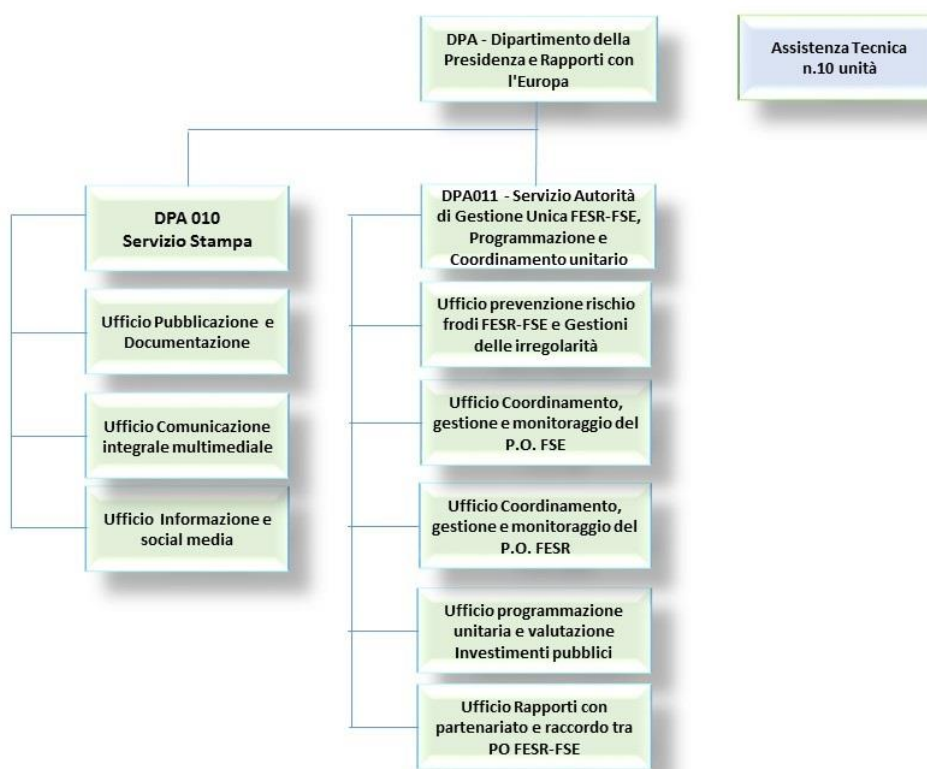 DPA - Dipartimento della
Presidenza e Rapporti con
l'Europa
Assistenza Tecnica
n.10 unità
DPA 010
Servizio Stampa
Ufficio Pubblicazione e
Documentazione
Ufficio Comunicazione
integrale multimediale
Ufficio Informazione e
social media
DPA011 - Servizio Autorità
di Gestione Unica FESR-FSE,
Programmazione e
Coordinamento unitario
Ufficio prevenzione rischio
frodi FESR-FSE e Gestioni
delle irregolarità
Ufficio Coordinamento,
gestione e monitoraggio del
P.O. FSE
Ufficio Coordinamento,
gestione e monitoraggio del
P.O. FESR
Ufficio programmazione
unitaria e valutazione
Investimenti pubblici
Ufficio Rapporti con
partenariato e raccordo tra
PO FESR-FSE